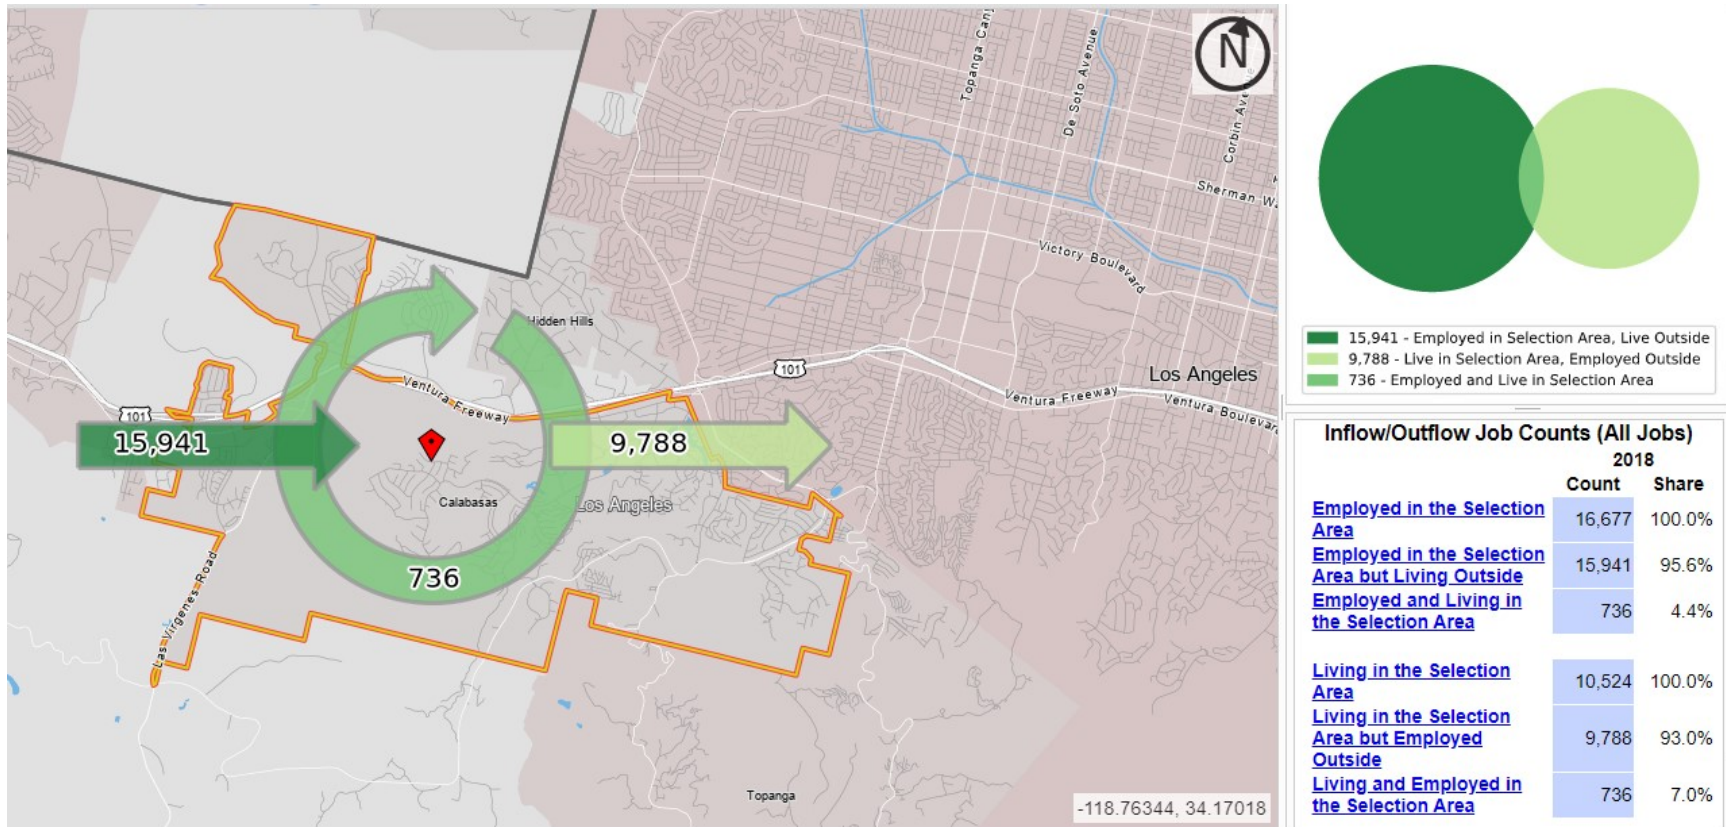 N
Topanga Cany
De Soto Avenue
Corbin Avenue
Sherman Wa
Victory Boulevard
Hidden Hills
101
Los Angeles
Ventura Freeway
Ventura Freeway
Ventura Boulevar
101
15,941
9,788
Calabasas
Los Angeles
736
Las Virgenes Road
Topanga
-118.76344, 34.17018
15,941 - Employed in Selection Area, Live Outside
9,788 - Live in Selection Area, Employed Outside
736 - Employed and Live in Selection Area
Inflow/Outflow Job Counts (All Jobs)
2018
Count Share
Employed in the Selection
Area 16,677 100.0%
Employed in the Selection
Area but Living Outside 15,941 95.6%
Employed and Living in
the Selection Area 736 4.4%
Living in the Selection
Area 10,524 100.0%
Living in the Selection
Area but Employed 9,788 93.0%
Outside
Living and Employed in
the Selection Area 736 7.0%